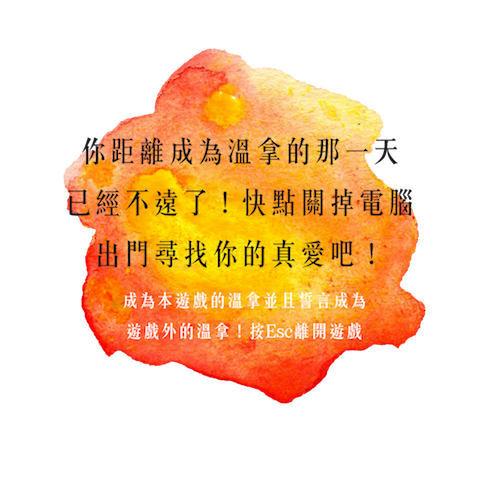 你距離成為溫拿的那一天
已經不遠了！快點關掉電腦
出門尋找你的真愛吧！
成為本遊戲的溫拿並且誓言成為
遊戲外的溫拿！按Esc離開遊戲